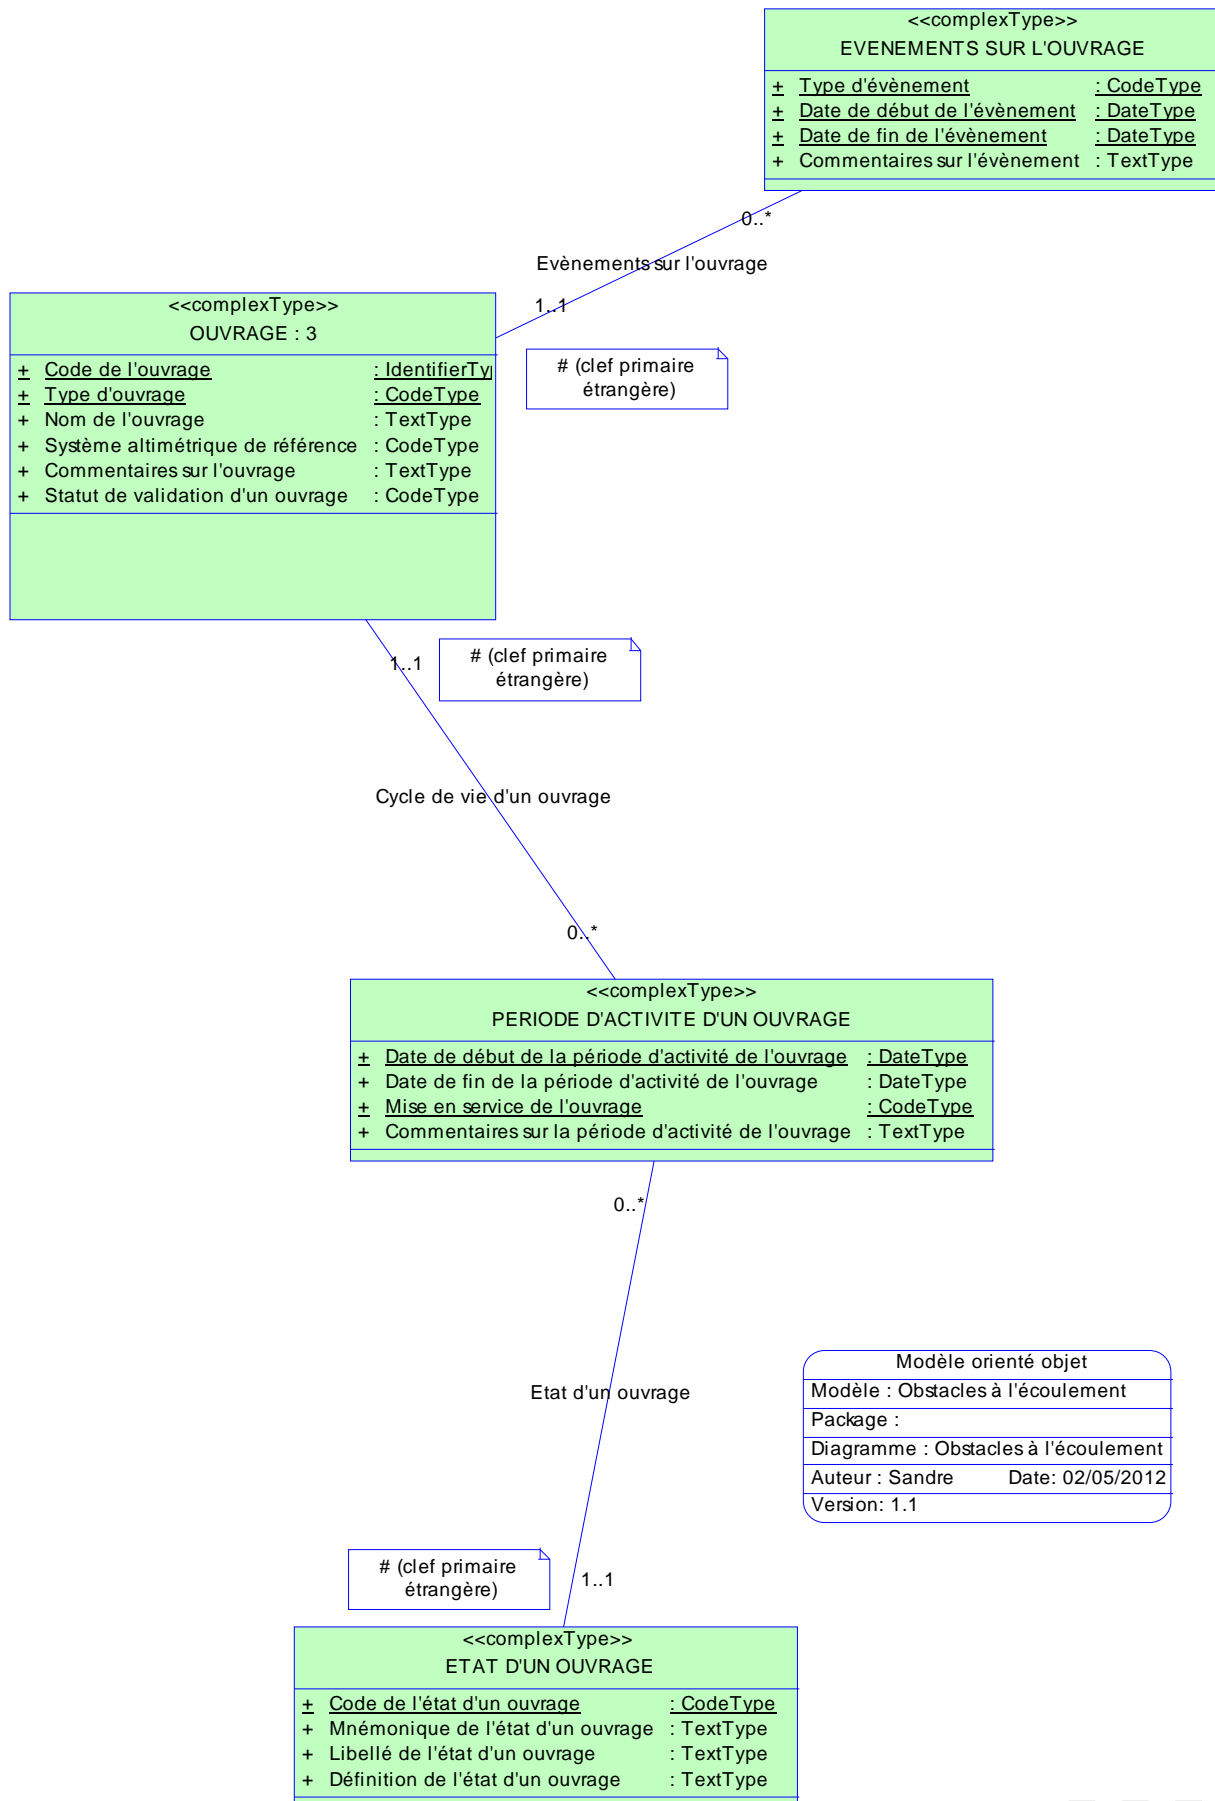 <<complexType>>
EVENEMENTS SUR L'OUVRAGE
+ Type d'évènement : CodeType
+ Date de début de l'évènement : DateType
+ Date de fin de l'évènement : DateType
+ Commentaires sur l'évènement : TextType
0..*
Evènements sur l'ouvrage
1..1
<<complexType>>
OUVRAGE : 3
+ Code de l'ouvrage : IdentifierTy
+ Type d'ouvrage : CodeType
+ Nom de l'ouvrage : TextType
+ Système altimétrique de référence : CodeType
+ Commentaires sur l'ouvrage : TextType
+ Statut de validation d'un ouvrage : CodeType
# (clef primaire
étrangère)
1..1
# (clef primaire
étrangère)
Cycle de vie d'un ouvrage
0..*
<<complexType>>
PERIODE D'ACTIVITE D'UN OUVRAGE
+ Date de début de la période d'activité de l'ouvrage : DateType
+ Date de fin de la période d'activité de l'ouvrage : DateType
+ Mise en service de l'ouvrage : CodeType
+ Commentaires sur la période d'activité de l'ouvrage : TextType
0..*
Etat d'un ouvrage
Modèle orienté objet
Modèle : Obstacles à l'écoulement
Package :
Diagramme : Obstacles à l'écoulement
Auteur : Sandre Date: 02/05/2012
Version: 1.1
# (clef primaire
étrangère)
1..1
<<complexType>>
ETAT D'UN OUVRAGE
+ Code de l'état d'un ouvrage : CodeType
+ Mnémonique de l'état d'un ouvrage : TextType
+ Libellé de l'état d'un ouvrage : TextType
+ Définition de l'état d'un ouvrage : TextType